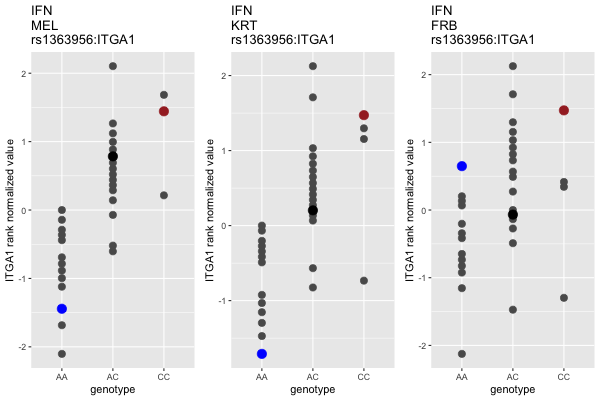 IFN
MEL
rs1363956:ITGA1
ITGA1 rank normalized value
2
1
0
-1
-2
AA AC CC
genotype
IFN
KRT
rs1363956:ITGA1
ITGA1 rank normalized value
2
1
0
-1
AA AC CC
genotype
IFN
FRB
rs1363956:ITGA1
ITGA1 rank normalized value
2
1
0
-1
-2
AA AC CC
genotype